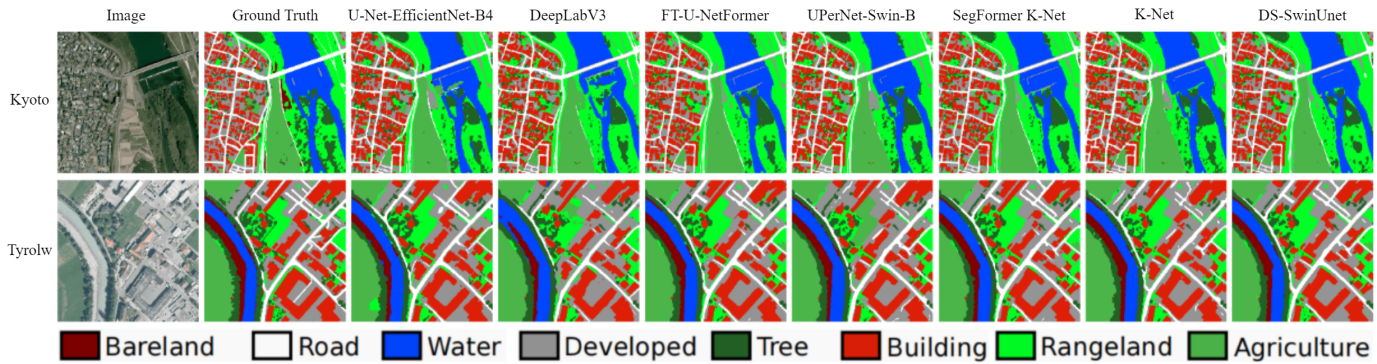 Image Ground Truth U-Net-EfficientNet-B4 DeepLabV3 FT-U-NetFormer UPerNet-Swin-B SegFormer K-Net K-Net DS-SwinUnet
Kyoto
Tyrolw
Bareland Road Water Developed Tree Building Rangeland Agriculture